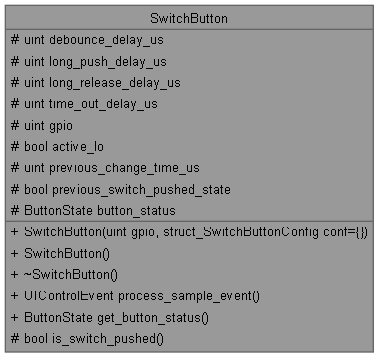 SwitchButton
# uint debounce_delay_us
# uint long_push_delay_us
# uint long_release_delay_us
# uint time_out_delay_us
# uint gpio
# bool active_lo
# uint previous_change_time_us
# bool previous_switch_pushed_state
# ButtonState button_status
+ SwitchButton(uint gpio, struct_SwitchButtonConfig conf={})
+ SwitchButton()
+ ~SwitchButton()
+ UIControlEvent process_sample_event()
+ ButtonState get_button_status()
# bool is_switch_pushed()